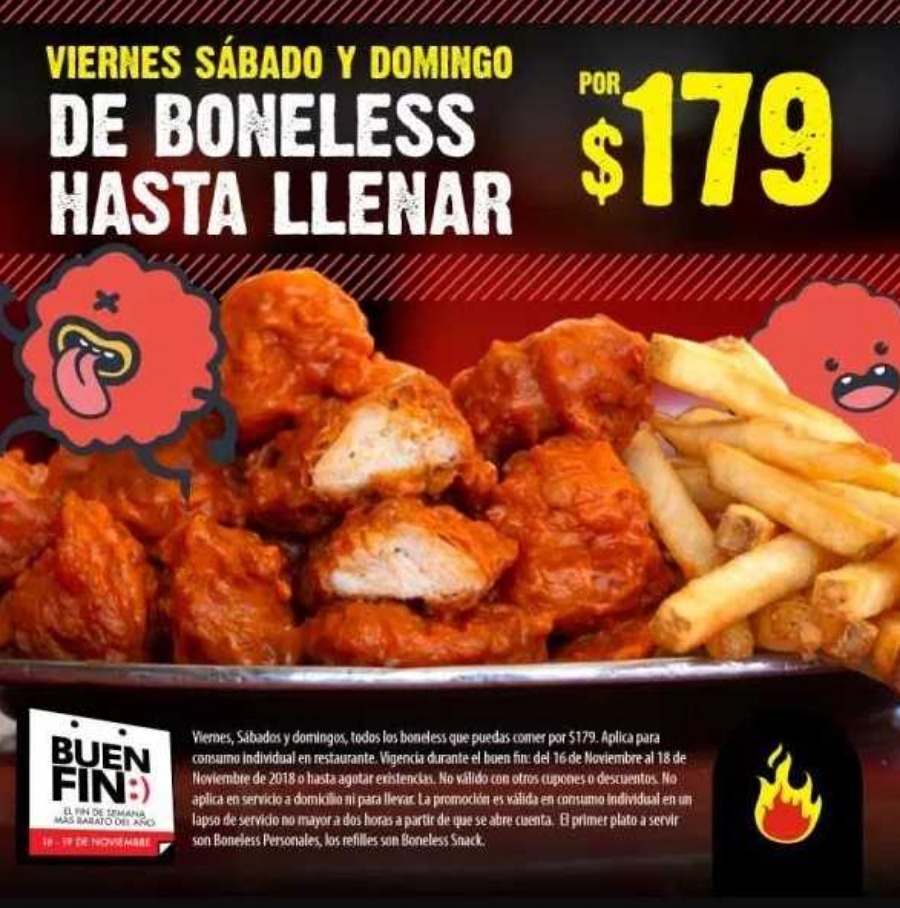 VIERNES SÁBADO Y DOMINGO
DE BONELESS
HASTA LLENAR
POR
$179
BUEN
FIN:)
EL FIN DE SEMANA
MÁS BARATO DEL AÑO
16 - 19 DE NOVIEMBRE
Viernes, Sábados y domingos, todos los boneless que puedas comer por $179. Aplica para
consumo individual en restaurante. Vigencia durante el buen fin: del 16 de Noviembre al 18 de
Noviembre de 2018 o hasta agotar existencias. No válido con otros cupones o descuentos. No
aplica en servicio a domicilio ni para llevar. La promoción es válida en consumo individual en un
lapso de servicio no mayor a dos horas a partir de que se abre cuenta. El primer plato a servir
son Boneless Personales, los refilles son Boneless Snack.